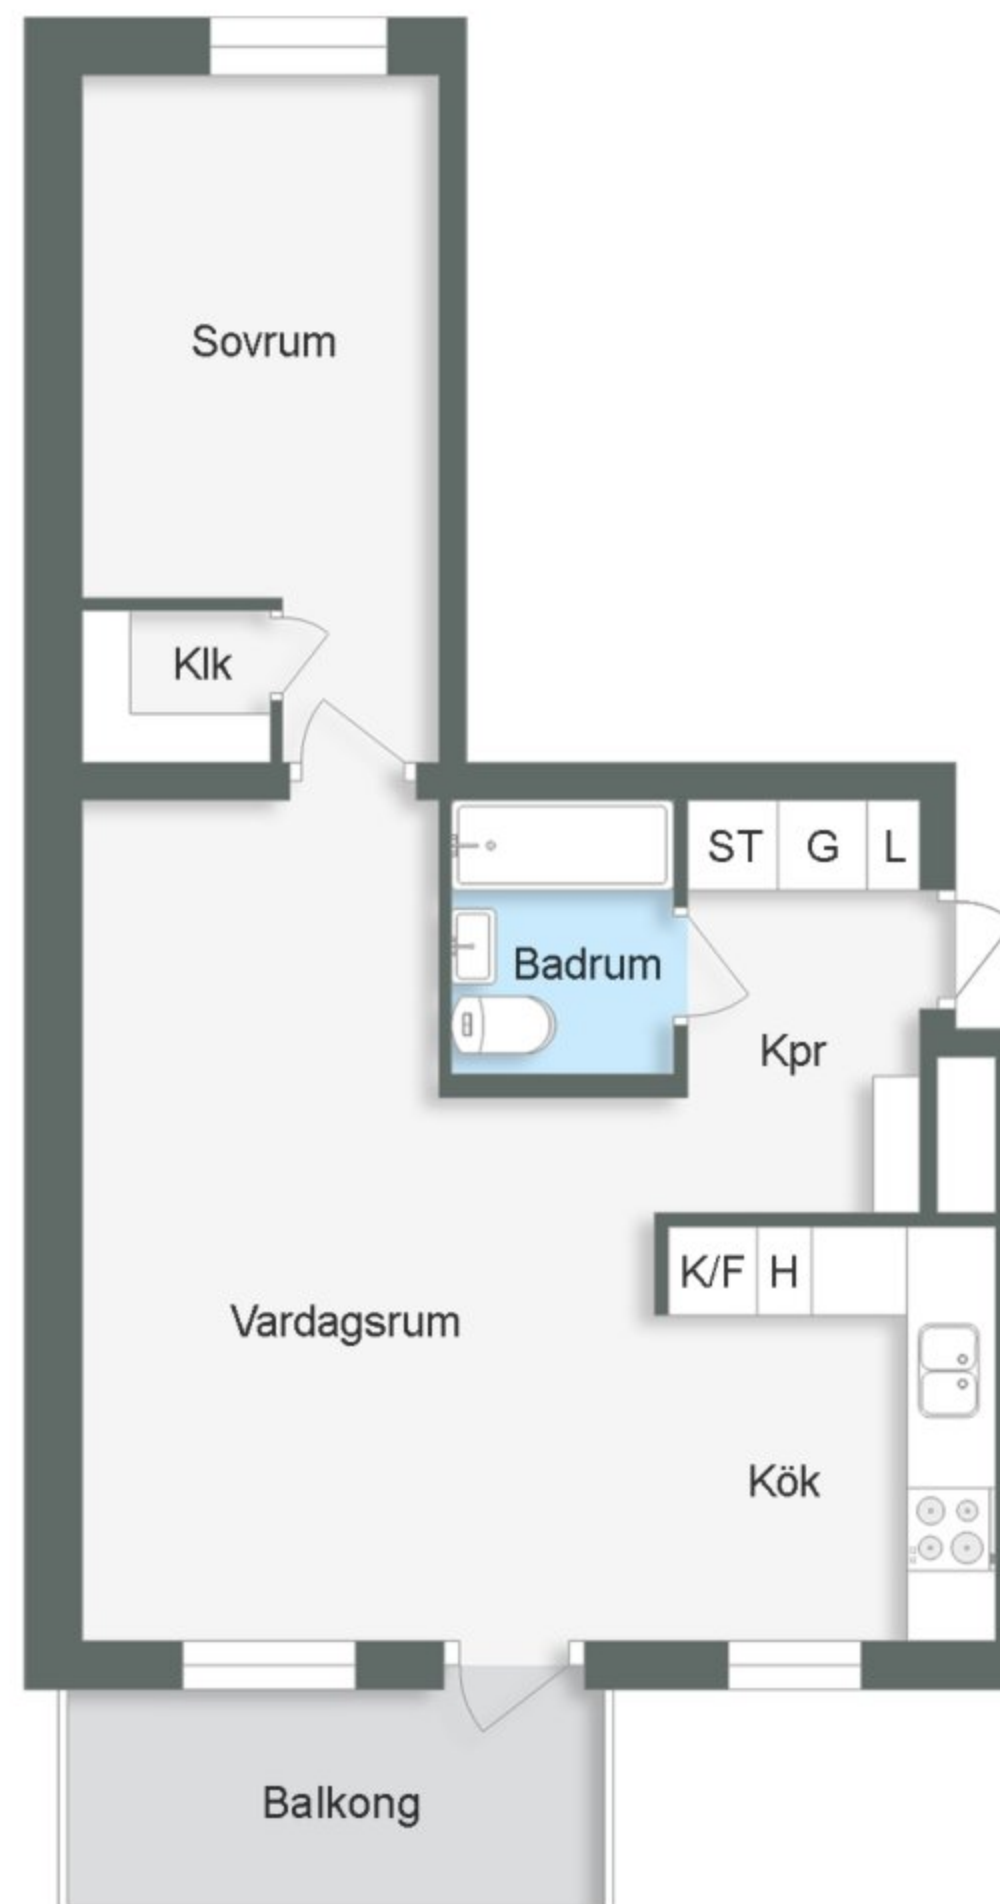 Sovrum
Klk
ST G L
Badrum
Kpr
K/F H
Vardagsrum
Kök
Balkong